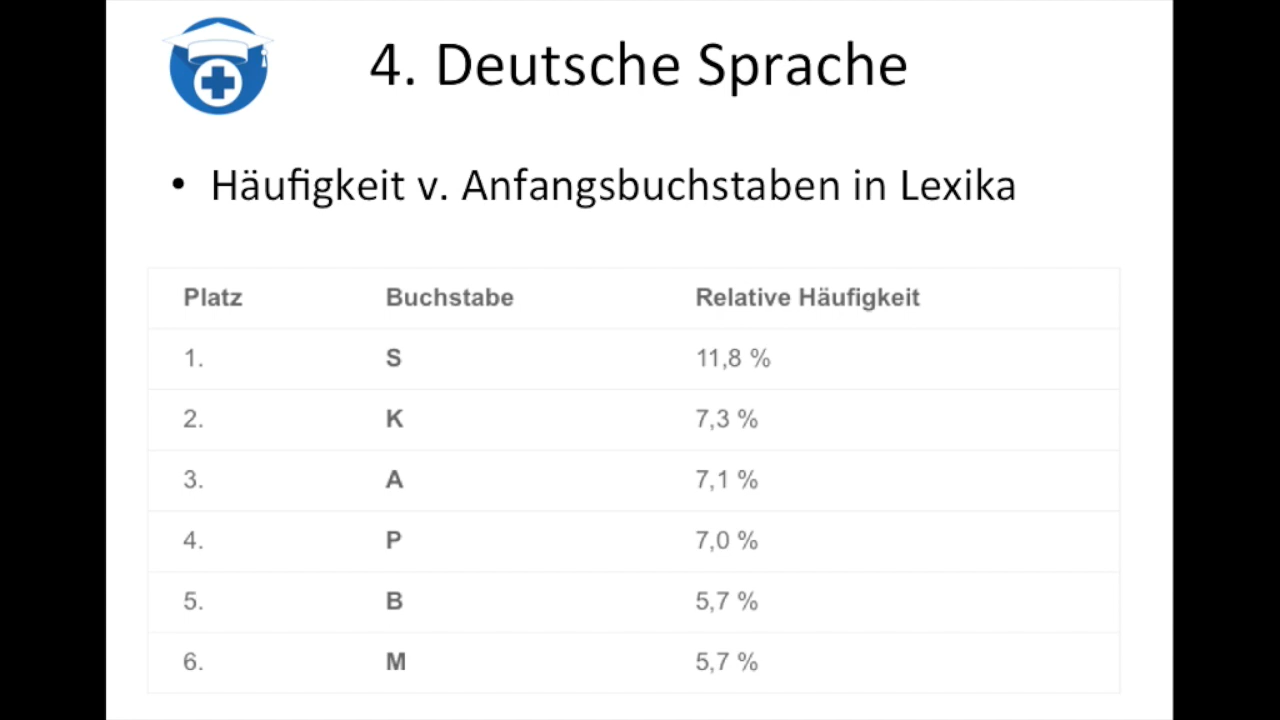 4. Deutsche Sprache
• Häufigkeit v. Anfangsbuchstaben in Lexika
Platz Buchstabe Relative Häufigkeit
1. S 11,8 %
2. K 7,3 %
3. A 7,1 %
4. P 7,0 %
5. B 5,7 %
6. M 5,7 %